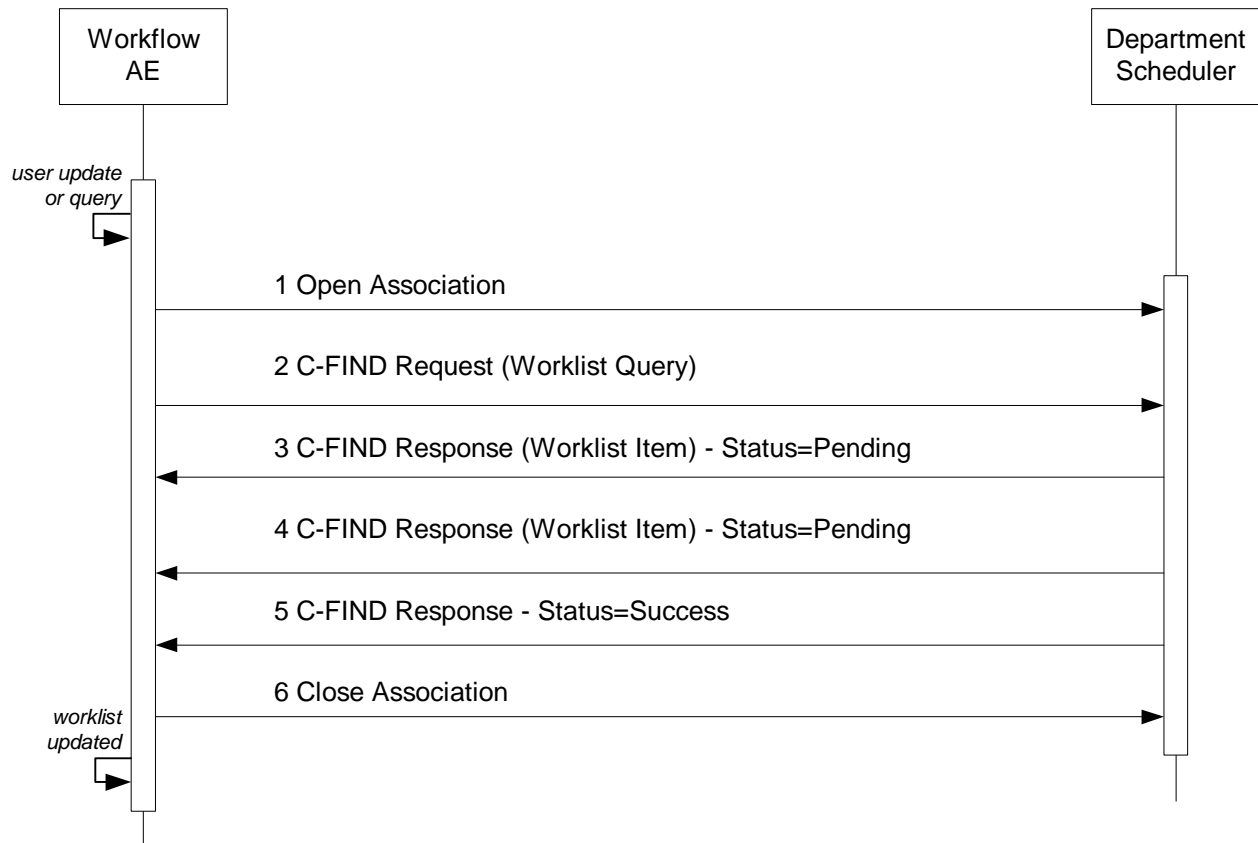 Workflow
AE
Department
Scheduler
user update
or query
1 Open Association
2 C-FIND Request (Worklist Query)
3 C-FIND Response (Worklist Item) - Status=Pending
4 C-FIND Response (Worklist Item) - Status=Pending
5 C-FIND Response - Status=Success
6 Close Association
worklist
updated